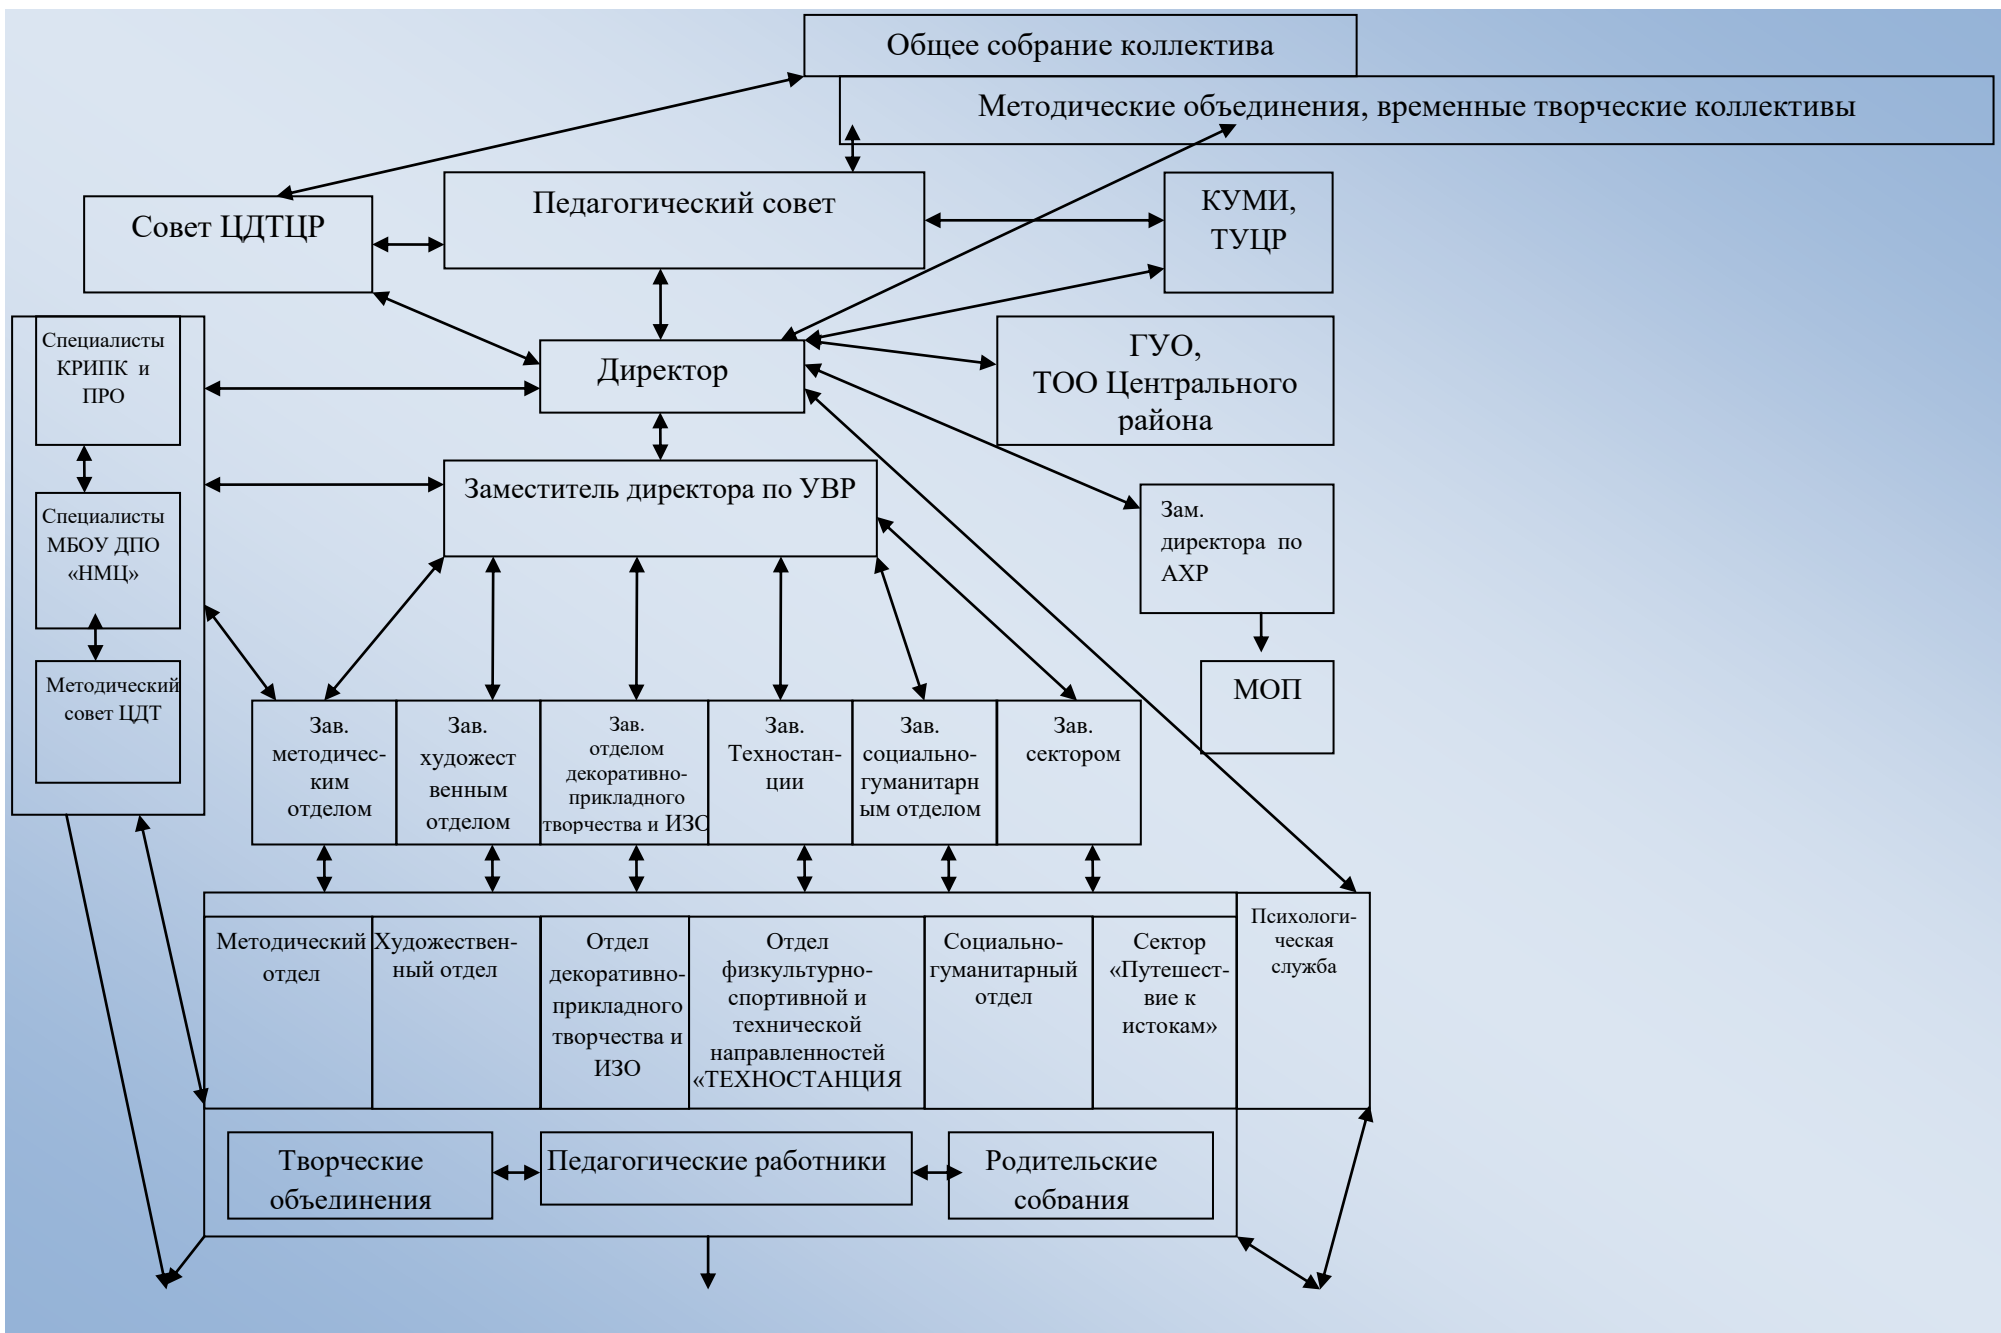 Общее собрание коллектива
Методические объединения, временные творческие коллективы
Педагогический совет
КУМИ,
ТУЦР
Совет ЦДТЦР
Специалисты
КРИПК и
ПРО
Директор
ГУО,
ТОО Центрального
района
Заместитель директора по УВР
Специалисты
МБОУ ДПО
«НМЦ»
Зам.
директора по
АХР
Методический
совет ЦДТ
МОП
Зав.
методичес-
ким
отделом
Зав.
художест
венным
отделом
Зав.
отделом
декоративно-
прикладного
творчества и ИЗО
Зав.
Техностан-
ции
Зав.
социально-
гуманитарн
ым отделом
Зав.
сектором
Методический
отдел
Художествен-
ный отдел
Отдел
декоративно-
прикладного
творчества и
ИЗО
Отдел
физкультурно-
спортивной и
технической
направленностей
«ТЕХНОСТАНЦИЯ
Социально-
гуманитарный
отдел
Сектор
«Путешест-
вие к
истокам»
Психологи-
ческая
служба
Творческие
объединения
Педагогические работники
Родительские
собрания